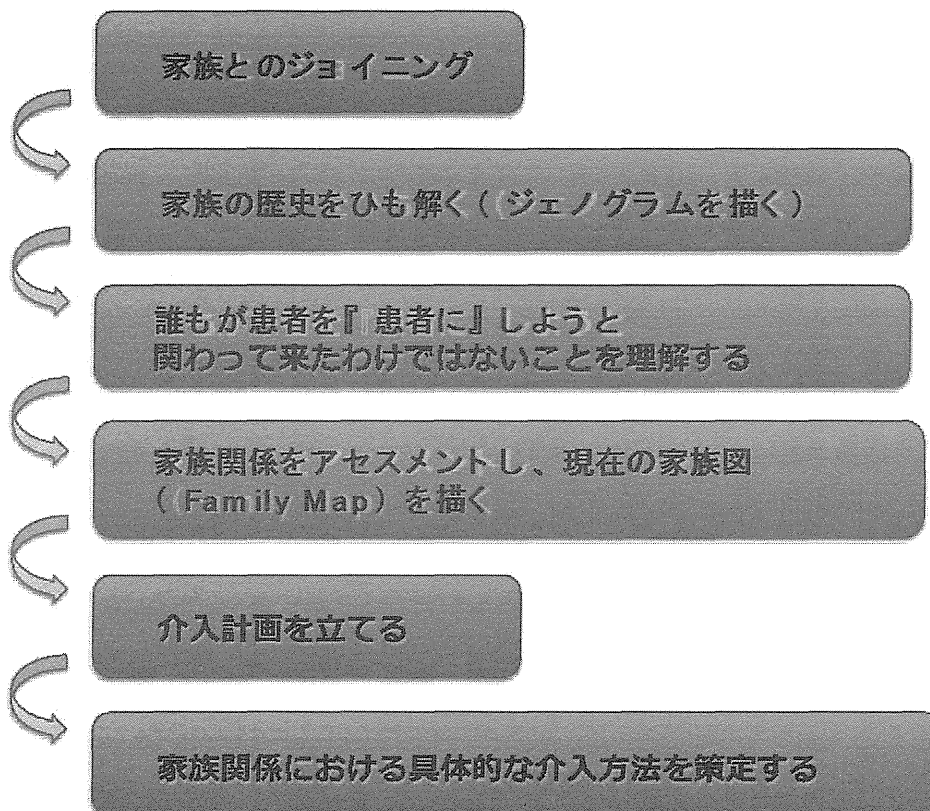 家族とのジョイニング
家族の歴史をひも解く（ジェノグラムを描く）
誰もが患者を『患者に』しようと
関わって来たわけではないことを理解する
家族関係をアセスメントし、現在の家族図
（Family Map）を描く
介入計画を立てる
家族関係における具体的な介入方法を策定する